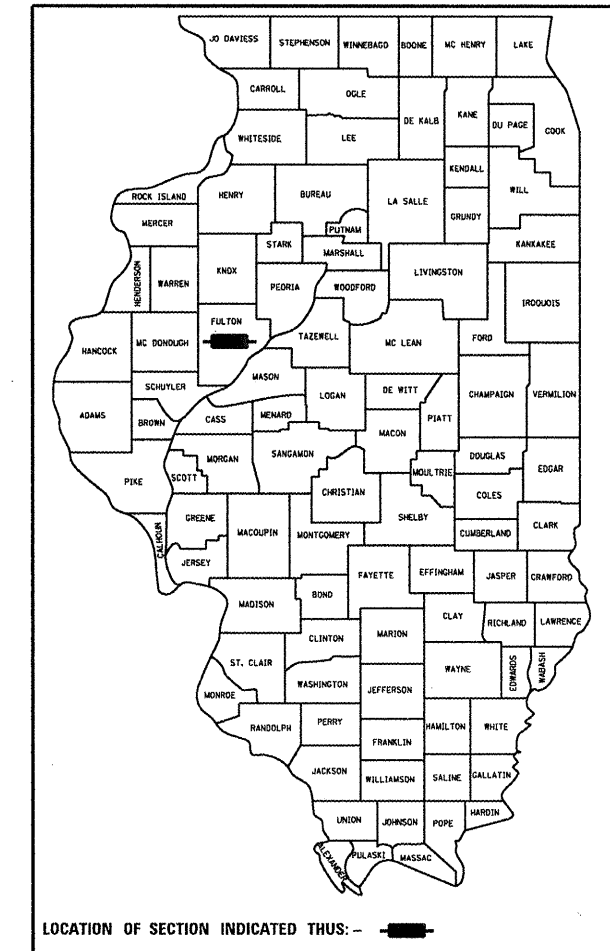 JO DAVIESS STEPHENSON WINNEBAGO BOONE MC HENRY LAKE
CARROLL OGLE DE KALB KANE DU PAGE COOK
WHITESIDE LEE
KENDALL WILL
ROCK ISLAND HENRY BUREAU LA SALLE GRUNDY
MERCER PUTNAM
STARK MARSHALL KANKAKEE
HENDERSON WARREN KNOX PEORIA WOODFORD LIVINGSTON IROQUOIS
FULTON TAZEWELL MC LEAN FORD
HANCOCK MC DONOUGH
MASON
SCHUYLER LOGAN DE WITT CHAMPAIGN VERMILION
ADAMS BROWN CASS MENARD PIATT
MACON
MORGAN SANGAMON DOUGLAS
PIKE SCOTT MOULTRIE EDGAR
CHRISTIAN COLES
GREENE SHELBY
CALHOUN MACOUPIN MONTGOMERY CUMBERLAND CLARK
JERSEY
FAYETTE EFFINGHAM JASPER CRAWFORD
MADISON BOND
CLAY RICHLAND LAWRENCE
CLINTON MARION
ST. CLAIR WAYNE EDWARDS WABASH
WASHINGTON JEFFERSON
MONROE
RANDOLPH PERRY HAMILTON WHITE
FRANKLIN
JACKSON WILLIAMSON SALINE GALLATIN
UNION JOHNSON POPE HARDIN
ALEXANDER PULASKI MASSAC
LOCATION OF SECTION INDICATED THUS: -